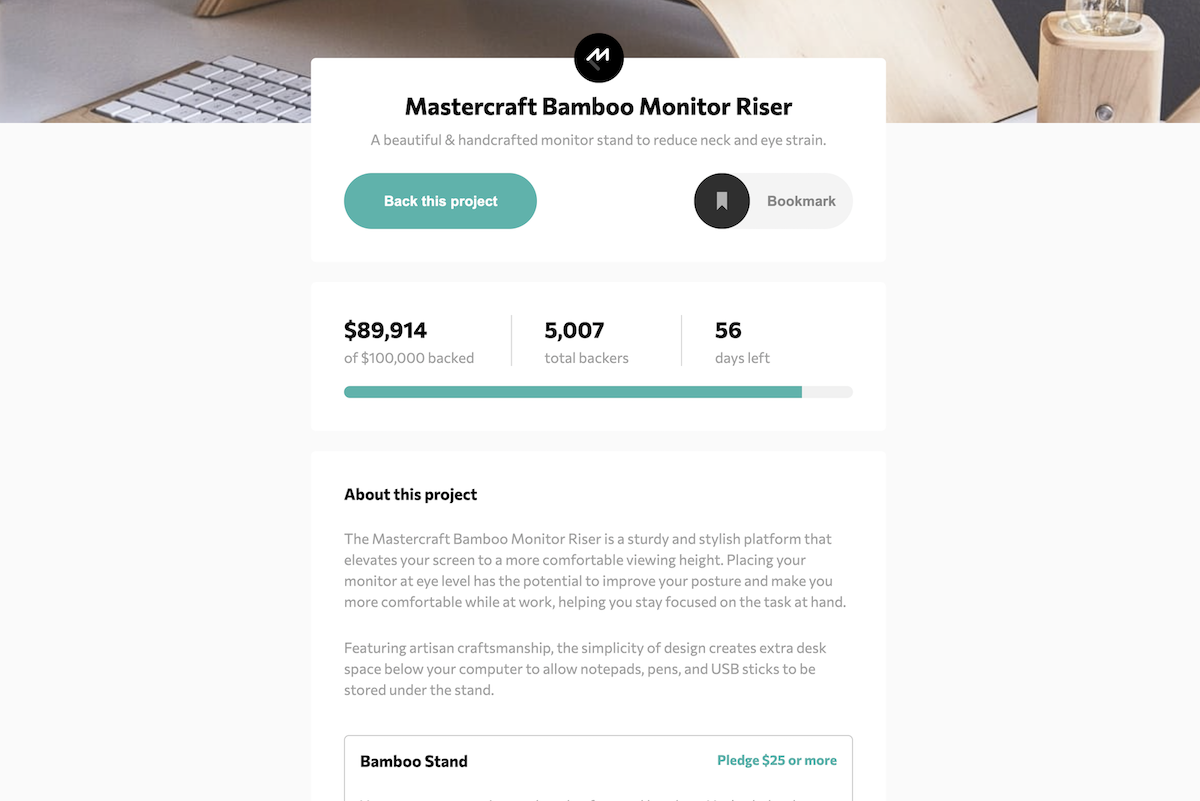 Mastercraft Bamboo Monitor Riser
A beautiful & handcrafted monitor stand to reduce neck and eye strain.
Back this project
Bookmark
$89,914
of $100,000 backed
5,007
total backers
56
days left
About this project
The Mastercraft Bamboo Monitor Riser is a sturdy and stylish platform that
elevates your screen to a more comfortable viewing height. Placing your
monitor at eye level has the potential to improve your posture and make you
more comfortable while at work, helping you stay focused on the task at hand.
Featuring artisan craftsmanship, the simplicity of design creates extra desk
space below your computer to allow notepads, pens, and USB sticks to be
stored under the stand.
Bamboo Stand
Pledge $25 or more